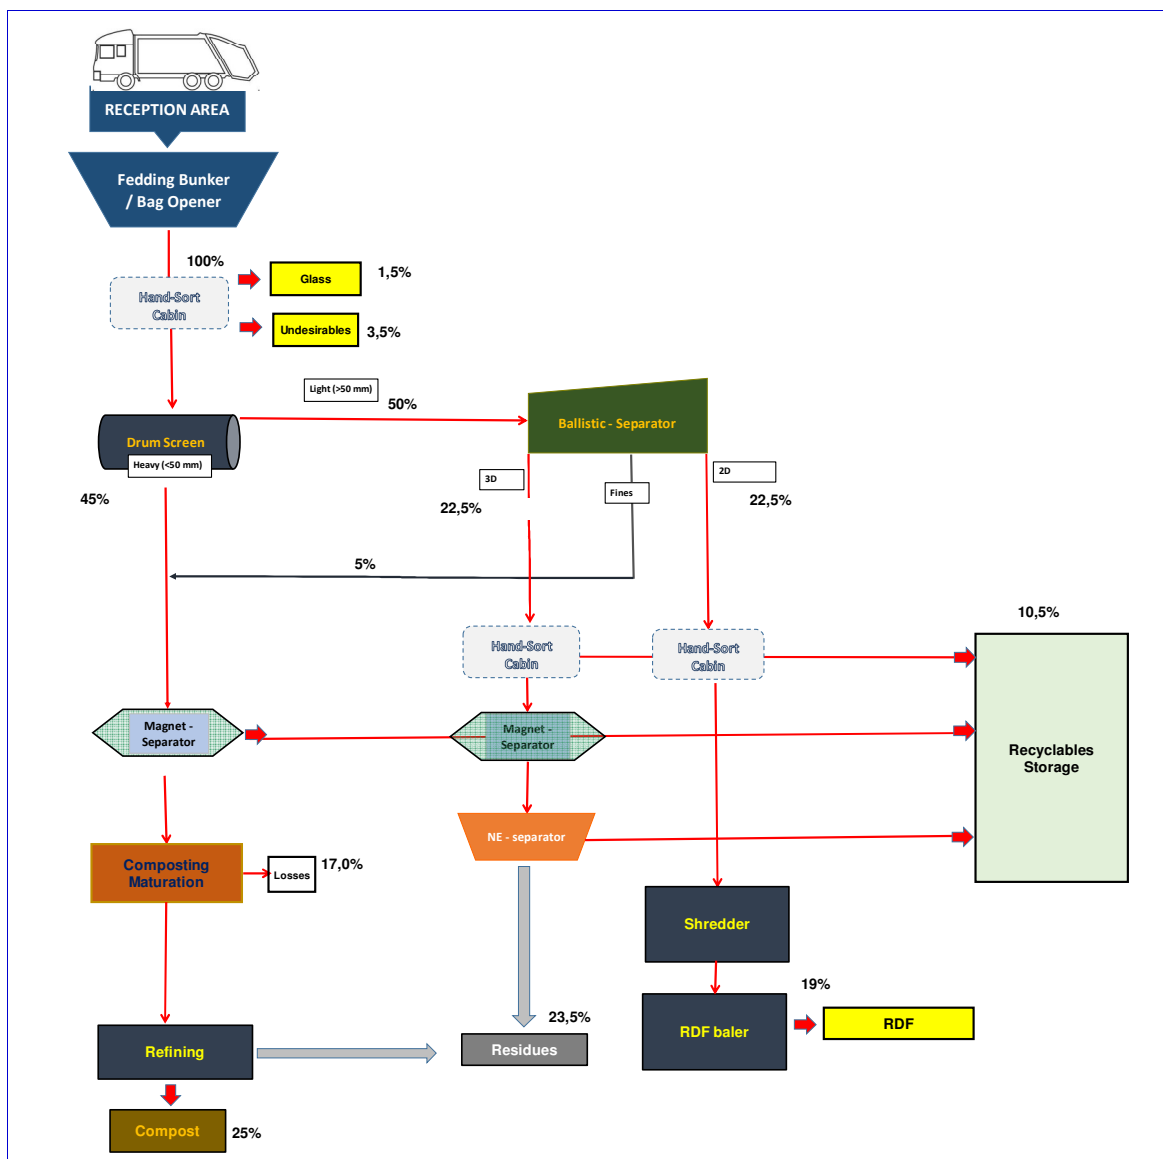 RECEPTION AREA
Fedding Bunker
/ Bag Opener
100%
Hand-Sort
Cabin
Glass
1,5%
Undesirables
3,5%
Light (>50 mm)
50%
Ballistic - Separator
Drum Screen
Heavy (<50 mm)
45%
3D
22,5%
Fines
2D
22,5%
5%
10,5%
Hand-Sort
Cabin
Hand-Sort
Cabin
Magnet -
Separator
Magnet -
Separator
Recyclables
Storage
NE - separator
Composting
Maturation
Losses
17,0%
Shredder
19%
RDF baler
RDF
23,5%
Residues
Refining
Compost
25%